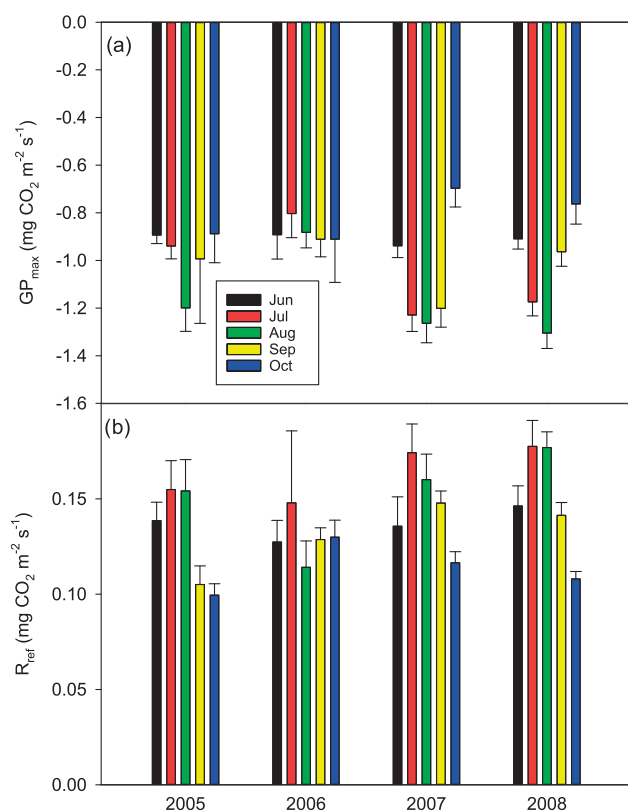 (a)
0.0
-0.2
-0.4
-0.6
-0.8
-1.0
-1.2
-1.4
-1.6
GPmax (mg CO2 m-2 s-1)
Jun
Jul
Aug
Sep
Oct
(b)
0.15
0.10
0.05
0.00
Rref (mg CO2 m-2 s-1)
2005 2006 2007 2008